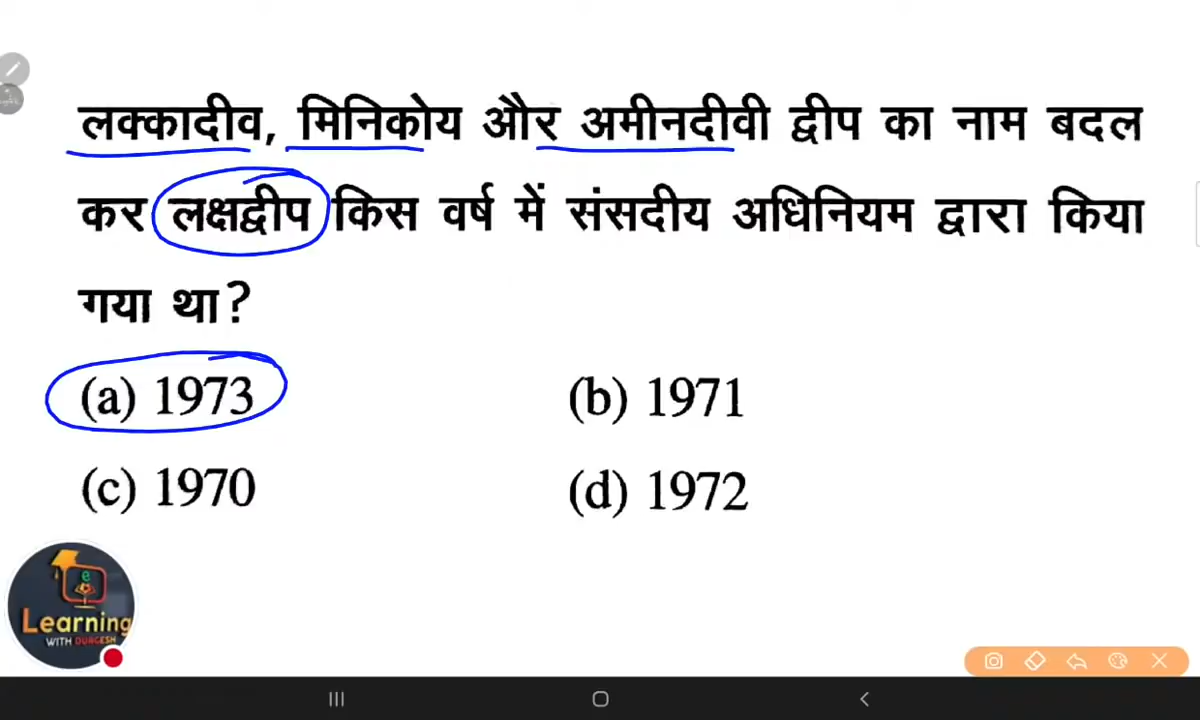 लक्कादीव, मिनिकोय और अमीनदीवी द्वीप का नाम बदल
कर लक्षद्वीप किस वर्ष में संसदीय अधिनियम द्वारा किया
गया था?
(a) 1973 (b) 1971
(c) 1970 (d) 1972
e
Learning
WITH DURGESH